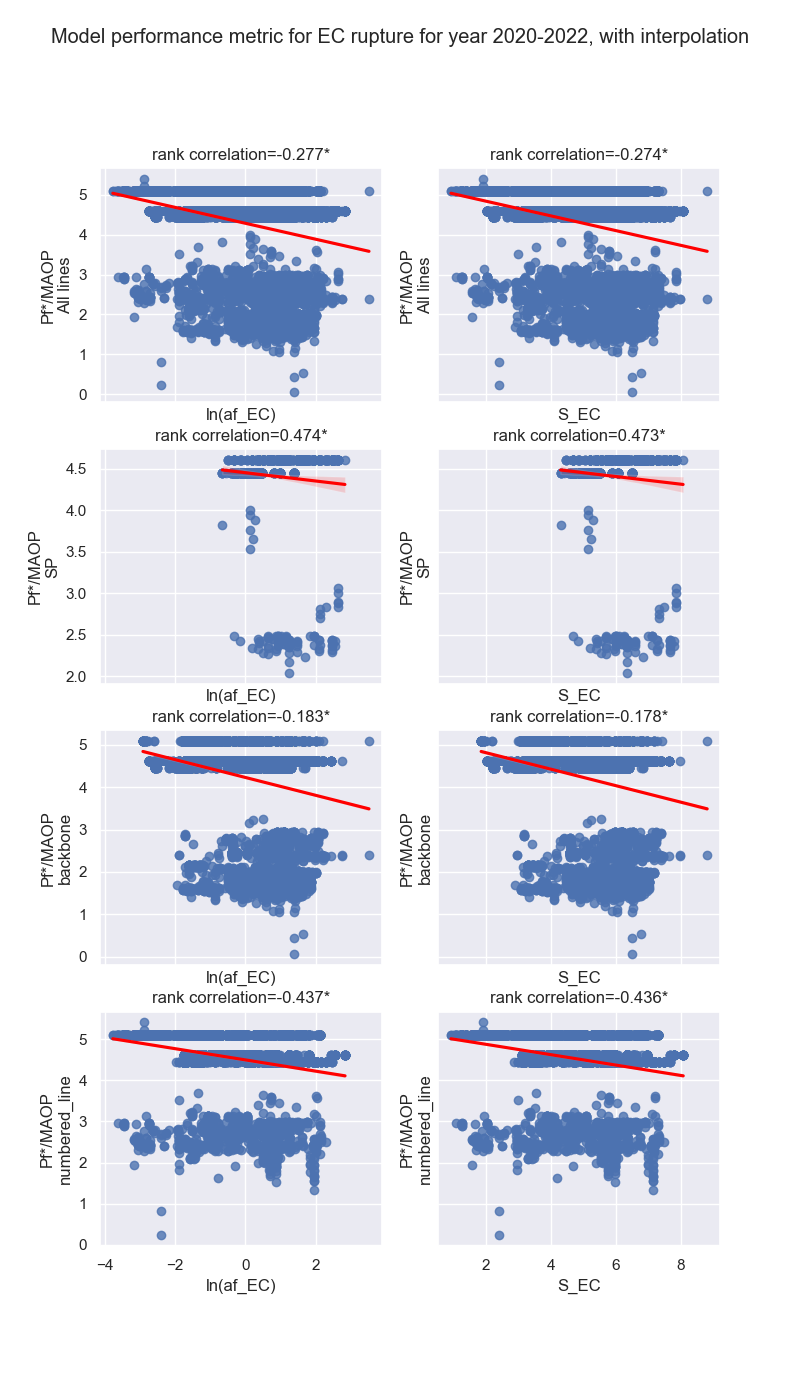 Model performance metric for EC rupture for year 2020-2022, with interpolation
rank correlation=-0.277*
rank correlation=-0.274*
5
4
3
2
1
0
Pf*/MAOP
All lines
Pf*/MAOP
All lines
ln(af_EC)
S_EC
rank correlation=0.474*
rank correlation=0.473*
4.5
4.0
3.5
3.0
2.5
2.0
Pf*/MAOP
SP
Pf*/MAOP
SP
ln(af_EC)
S_EC
rank correlation=-0.183*
rank correlation=-0.178*
5
4
3
2
1
0
Pf*/MAOP
backbone
Pf*/MAOP
backbone
ln(af_EC)
S_EC
rank correlation=-0.437*
rank correlation=-0.436*
5
4
3
2
1
0
Pf*/MAOP
numbered_line
Pf*/MAOP
numbered_line
−4 −2 0 2
2 4 6 8
ln(af_EC)
S_EC